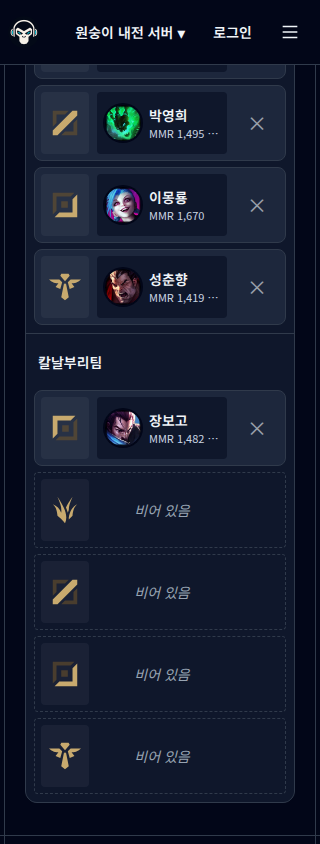 원숭이 내전 서버 ▾
로그인
박영희
MMR 1,495 ···
이몽룡
MMR 1,670
성춘향
MMR 1,419 ···
칼날부리팀
장보고
MMR 1,482 ···
비어 있음
비어 있음
비어 있음
비어 있음